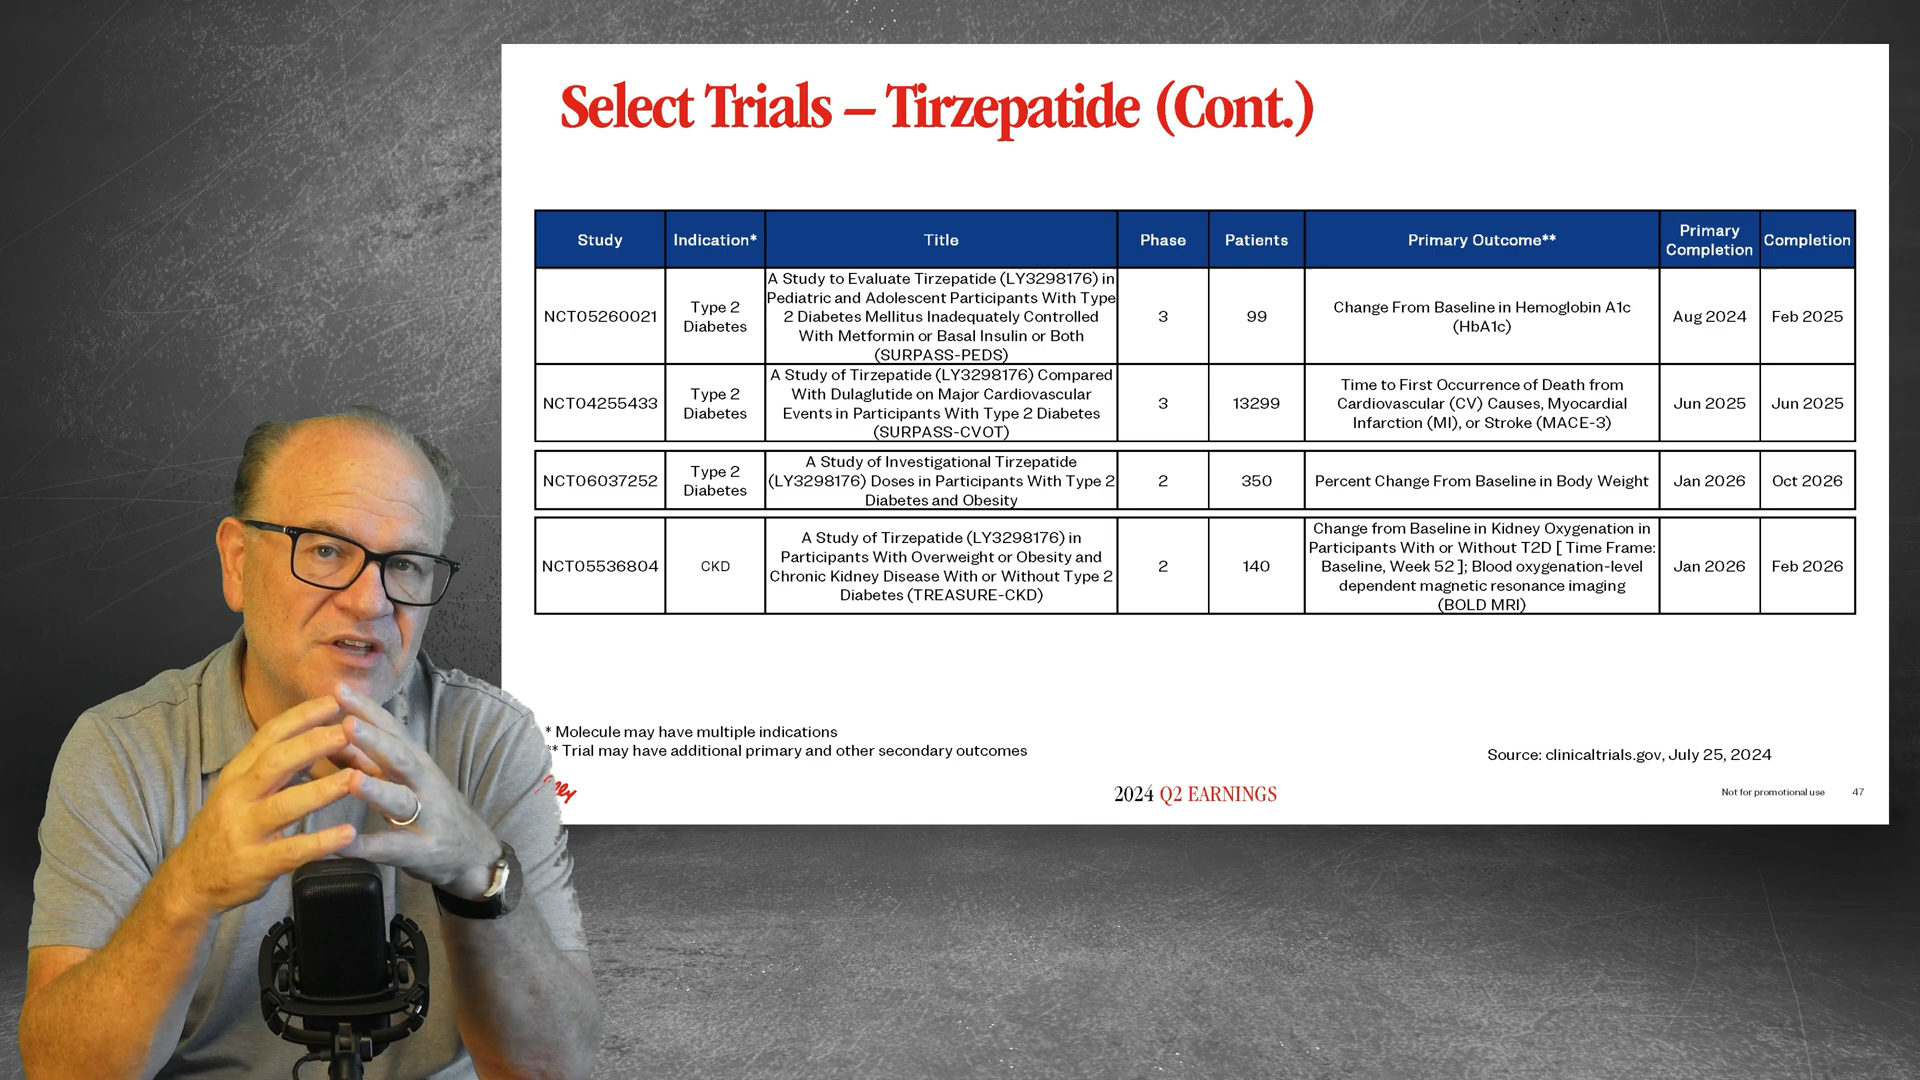 Select Trials – Tirzepatide (Cont.)
Study
Indication*
Title
Phase
Patients
Primary Outcome**
Primary
Completion
Completion
NCT05260021
Type 2
Diabetes
A Study to Evaluate Tirzepatide (LY3298176) in
Pediatric and Adolescent Participants With Type
2 Diabetes Mellitus Inadequately Controlled
With Metformin or Basal Insulin or Both
(SURPASS-PEDS)
3
99
Change From Baseline in Hemoglobin A1c
(HbA1c)
Aug 2024
Feb 2025
NCT04255433
Type 2
Diabetes
A Study of Tirzepatide (LY3298176) Compared
With Dulaglutide on Major Cardiovascular
Events in Participants With Type 2 Diabetes
(SURPASS-CVOT)
3
13299
Time to First Occurrence of Death from
Cardiovascular (CV) Causes, Myocardial
Infarction (MI), or Stroke (MACE-3)
Jun 2025
Jun 2025
NCT06037252
Type 2
Diabetes
A Study of Investigational Tirzepatide
(LY3298176) Doses in Participants With Type 2
Diabetes and Obesity
2
350
Percent Change From Baseline in Body Weight
Jan 2026
Oct 2026
NCT05536804
CKD
A Study of Tirzepatide (LY3298176) in
Participants With Overweight or Obesity and
Chronic Kidney Disease With or Without Type 2
Diabetes (TREASURE-CKD)
2
140
Change from Baseline in Kidney Oxygenation in
Participants With or Without T2D [ Time Frame:
Baseline, Week 52 ]; Blood oxygenation-level
dependent magnetic resonance imaging
(BOLD MRI)
Jan 2026
Feb 2026
* Molecule may have multiple indications
** Trial may have additional primary and other secondary outcomes
Source: clinicaltrials.gov, July 25, 2024
2024 Q2 EARNINGS
Not for promotional use
47